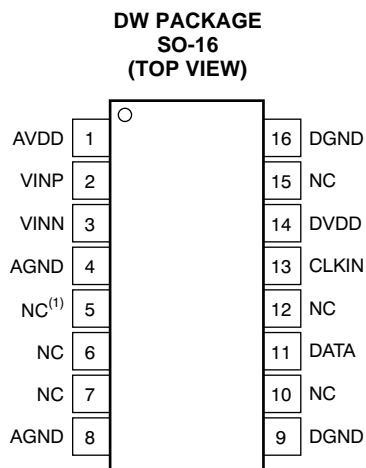 DW PACKAGE
SO-16
(TOP VIEW)
AVDD 1 16 DGND
VINP 2 15 NC
VINN 3 14 DVDD
AGND 4 13 CLKIN
NC(1) 5 12 NC
NC 6 11 DATA
NC 7 10 NC
AGND 8 9 DGND